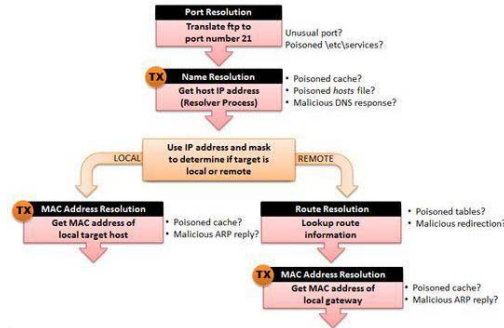 Port Resolution
Translate ftp to
port number 21
Unusual port?
Poisoned \etc\services?
TX
Name Resolution
Get host IP address
(Resolver Process)
• Poisoned cache?
• Poisoned hosts file?
• Malicious DNS response?
LOCAL
Use IP address and mask
to determine if target is
local or remote
REMOTE
TX
MAC Address Resolution
Get MAC address of
local target host
• Poisoned cache?
• Malicious ARP reply?
Route Resolution
Lookup route
information
• Poisoned tables?
• Malicious redirection?
TX
MAC Address Resolution
Get MAC address of
local gateway
• Poisoned cache?
• Malicious ARP reply?